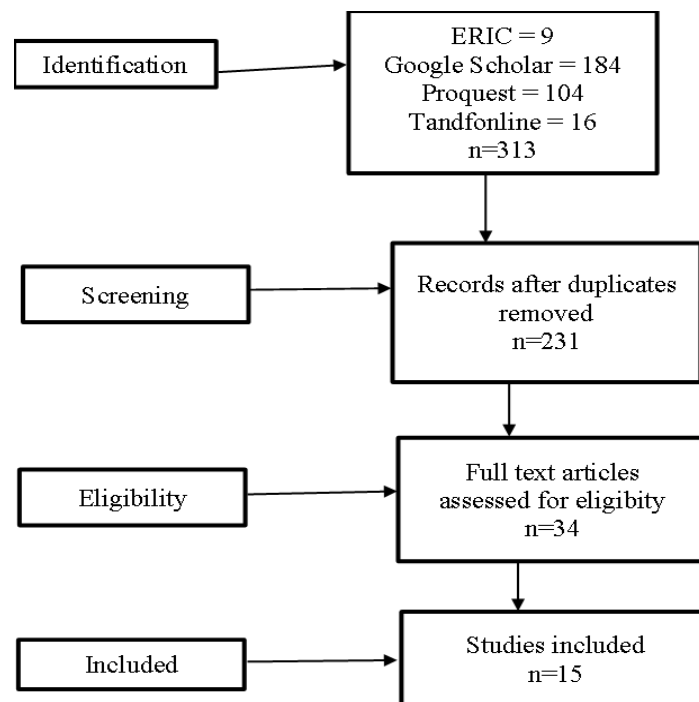 Identification
ERIC = 9
Google Scholar = 184
Proquest = 104
Tandfonline = 16
n=313
Screening
Records after duplicates
removed
n=231
Eligibility
Full text articles
assessed for eligibity
n=34
Included
Studies included
n=15